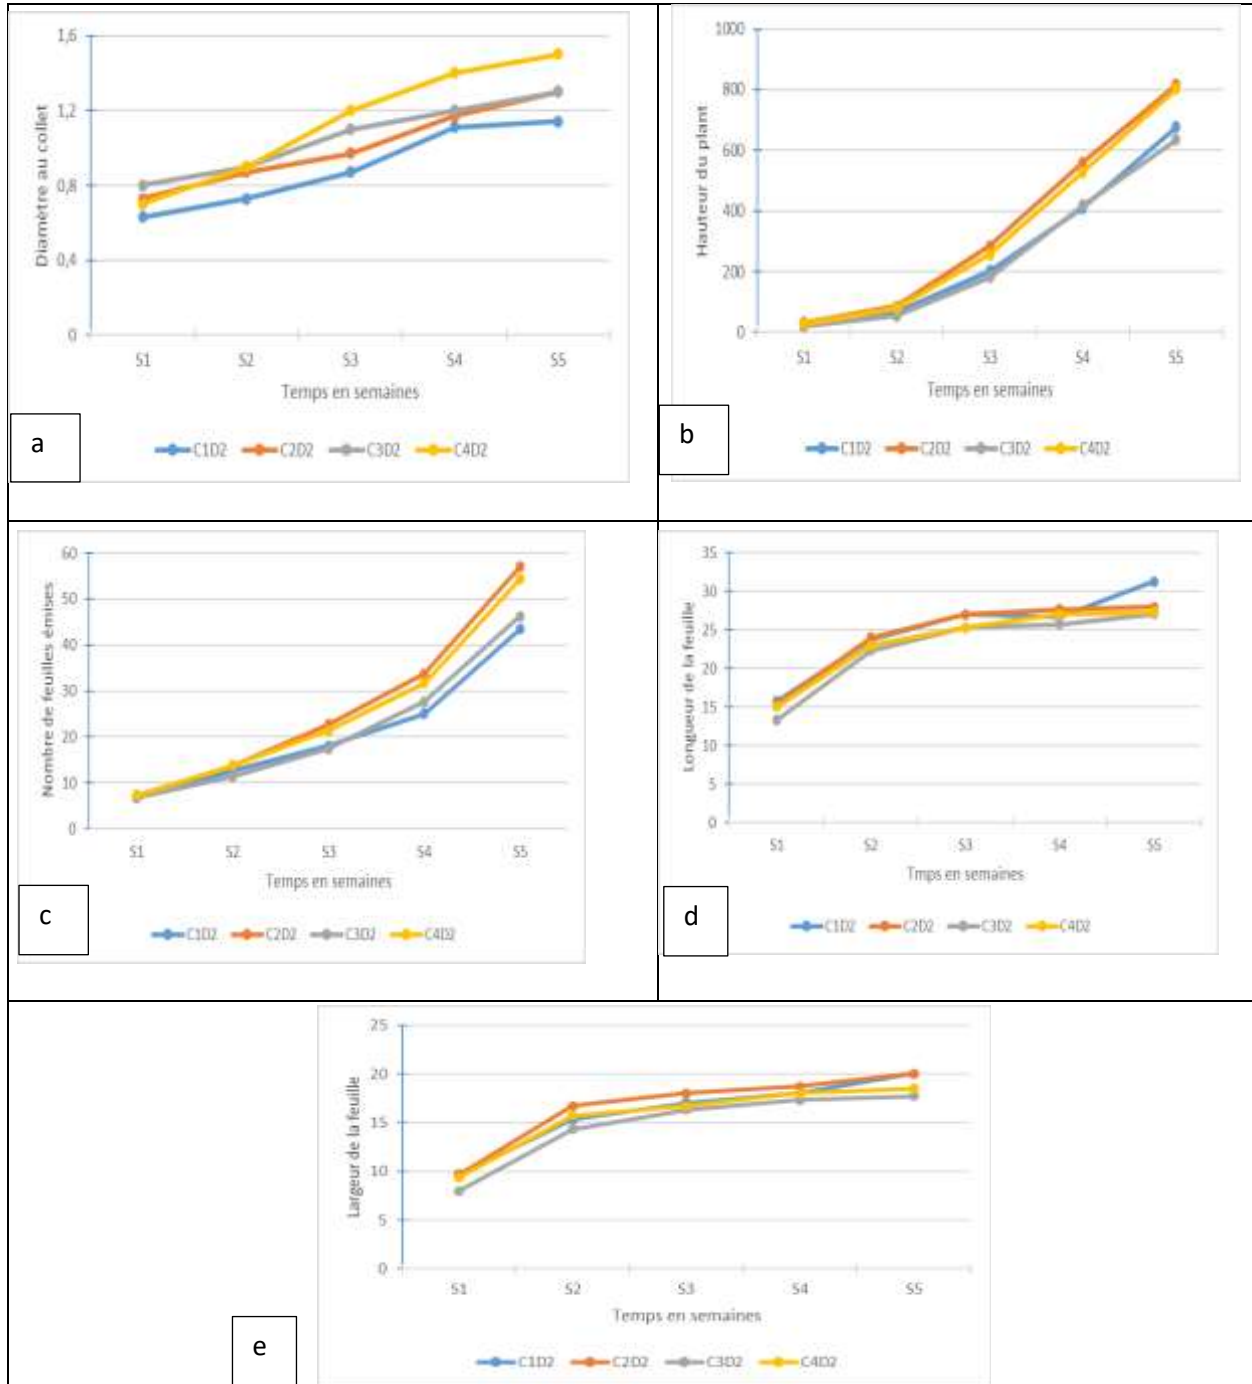 1,6
1,2
0,8
0,4
0
Diamètre au collet
S1 S2 S3 S4 S5
Temps en semaines
C1D2 C2D2 C3D2 C4D2
a
1000
800
600
400
200
0
Hauteur du plant
S1 S2 S3 S4 S5
Temps en semaines
C1D2 C2D2 C3D2 C4D2
b
60
50
40
30
20
10
0
Nombre de feuilles émises
S1 S2 S3 S4 S5
Temps en semaines
C1D2 C2D2 C3D2 C4D2
c
35
30
25
20
15
10
5
0
Longueur de la feuille
S1 S2 S3 S4 S5
Tmps en semaines
C1D2 C2D2 C3D2 C4D2
d
25
20
15
10
5
0
Largeur de la feuille
S1 S2 S3 S4 S5
Temps en semaines
C1D2 C2D2 C3D2 C4D2
e